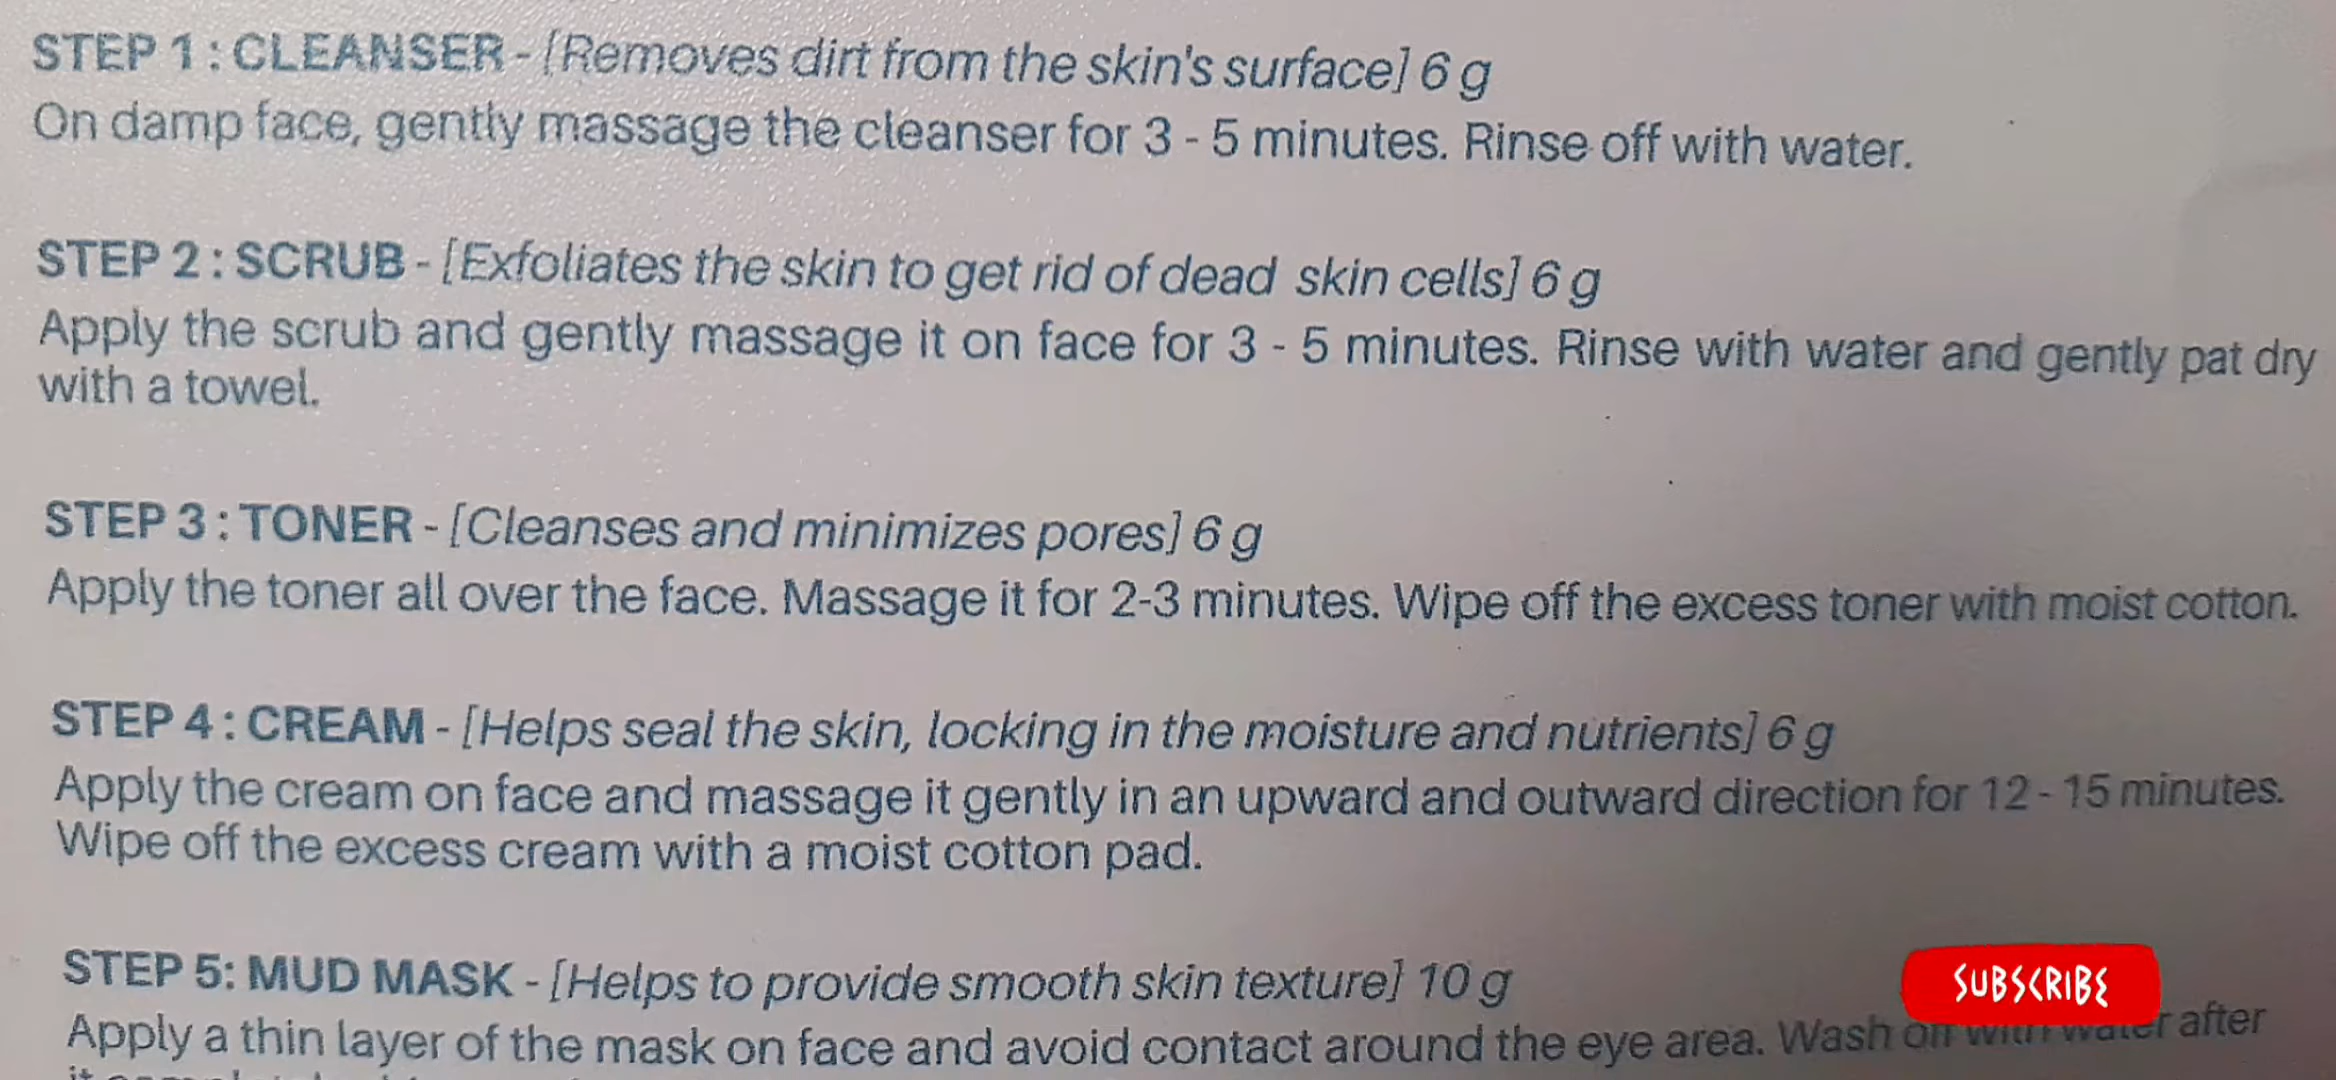 STEP 1 : CLEANSER - [Removes dirt from the skin's surface] 6 g
On damp face, gently massage the cleanser for 3 - 5 minutes. Rinse off with water.
STEP 2 : SCRUB - [Exfoliates the skin to get rid of dead skin cells] 6 g
Apply the scrub and gently massage it on face for 3 - 5 minutes. Rinse with water and gently pat dry
with a towel.
STEP 3 : TONER - [Cleanses and minimizes pores] 6 g
Apply the toner all over the face. Massage it for 2-3 minutes. Wipe off the excess toner with moist cotton.
STEP 4 : CREAM - [Helps seal the skin, locking in the moisture and nutrients] 6 g
Apply the cream on face and massage it gently in an upward and outward direction for 12 - 15 minutes.
Wipe off the excess cream with a moist cotton pad.
STEP 5: MUD MASK - [Helps to provide smooth skin texture] 10 g
SUBSCRIBE
Apply a thin layer of the mask on face and avoid contact around the eye area. Wash off with water after
it